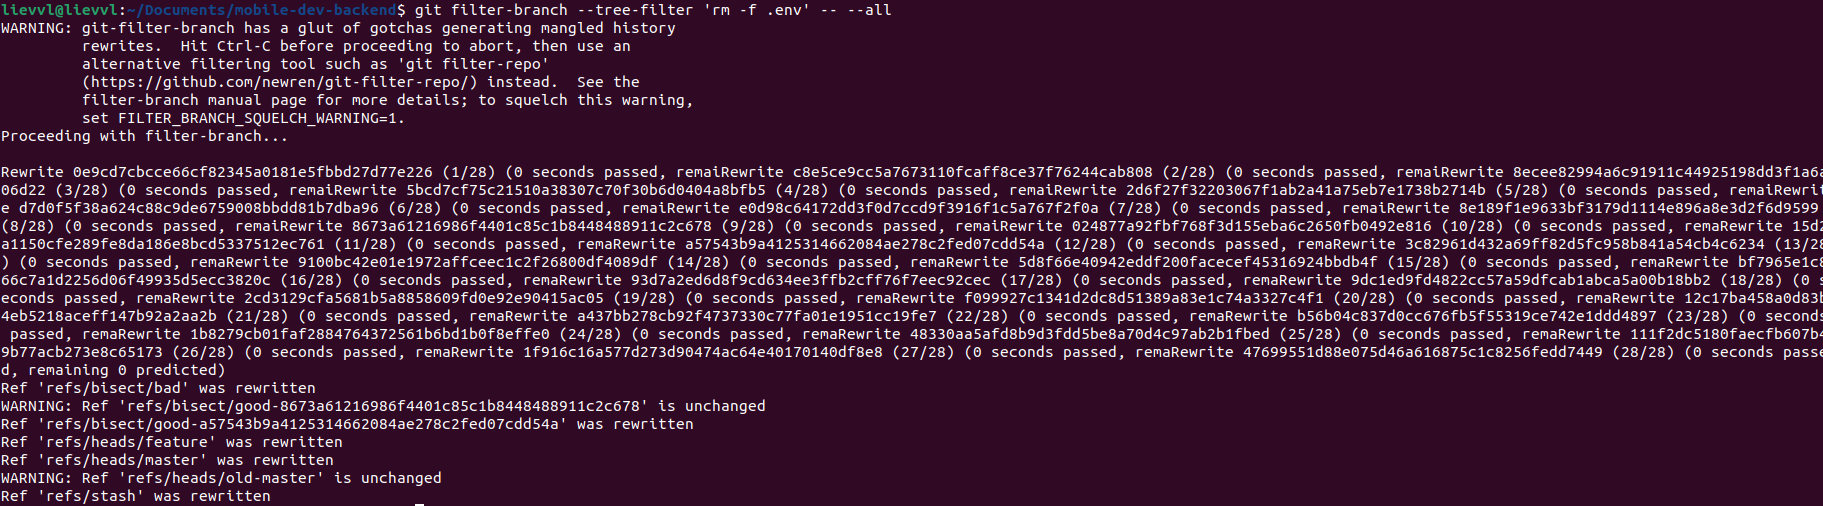 lievvl@lievvl:~/Documents/mobile-dev-backend$ git filter-branch --tree-filter 'rm -f .env' -- --all
WARNING: git-filter-branch has a glut of gotchas generating mangled history
         rewrites.  Hit Ctrl-C before proceeding to abort, then use an
         alternative filtering tool such as 'git filter-repo'
         (https://github.com/newren/git-filter-repo/) instead.  See the
         filter-branch manual page for more details; to squelch this warning,
         set FILTER_BRANCH_SQUELCH_WARNING=1.
Proceeding with filter-branch...

Rewrite 0e9cd7cbcce66cf82345a0181e5fbbd27d77e226 (1/28) (0 seconds passed, remaiRewrite c8e5ce9cc5a7673110fcaff8ce37f76244cab808 (2/28) (0 seconds passed, remaiRewrite 8ecee82994a6c91911c44925198dd3f1a6a
06d22 (3/28) (0 seconds passed, remaiRewrite 5bcd7cf75c21510a38307c70f30b6d0404a8bfb5 (4/28) (0 seconds passed, remaiRewrite 2d6f27f32203067f1ab2a41a75eb7e1738b2714b (5/28) (0 seconds passed, remaiRewrit
e d7d0f5f38a624c88c9de6759008bbdd81b7dba96 (6/28) (0 seconds passed, remaiRewrite e0d98c64172dd3f0d7ccd9f3916f1c5a767f2f0a (7/28) (0 seconds passed, remaiRewrite 8e189f1e9633bf3179d1114e896a8e3d2f6d9599
(8/28) (0 seconds passed, remaiRewrite 8673a61216986f4401c85c1b8448488911c2c678 (9/28) (0 seconds passed, remaiRewrite 024877a92fbf768f3d155eba6c2650fb0492e816 (10/28) (0 seconds passed, remaRewrite 15d2
a1150cfe289fe8da186e8bcd5337512ec761 (11/28) (0 seconds passed, remaRewrite a57543b9a4125314662084ae278c2fed07cdd54a (12/28) (0 seconds passed, remaRewrite 3c82961d432a69ff82d5fc958b841a54cb4c6234 (13/28
) (0 seconds passed, remaRewrite 9100bc42e01e1972affceec1c2f26800df4089df (14/28) (0 seconds passed, remaRewrite 5d8f66e40942eddf200facecef45316924bbdb4f (15/28) (0 seconds passed, remaRewrite bf7965e1c8
66c7a1d2256d06f49935d5ecc3820c (16/28) (0 seconds passed, remaRewrite 93d7a2ed6d8f9cd634ee3ffb2cff76f7eec92cec (17/28) (0 seconds passed, remaRewrite 9dc1ed9fd4822cc57a59dfcab1abca5a00b18bb2 (18/28) (0 s
econds passed, remaRewrite 2cd3129cfa5681b5a8858609fd0e92e90415ac05 (19/28) (0 seconds passed, remaRewrite f099927c1341d2dc8d51389a83e1c74a3327c4f1 (20/28) (0 seconds passed, remaRewrite 12c17ba458a0d83b
4eb5218aceff147b92a2aa2b (21/28) (0 seconds passed, remaRewrite a437bb278cb92f4737330c77fa01e1951cc19fe7 (22/28) (0 seconds passed, remaRewrite b56b04c837d0cc676fb5f55319ce742e1ddd4897 (23/28) (0 seconds
 passed, remaRewrite 1b8279cb01faf2884764372561b6bd1b0f8effe0 (24/28) (0 seconds passed, remaRewrite 48330aa5afd8b9d3fdd5be8a70d4c97ab2b1fbed (25/28) (0 seconds passed, remaRewrite 111f2dc5180faecfb607b4
9b77acb273e8c65173 (26/28) (0 seconds passed, remaRewrite 1f916c16a577d273d90474ac64e40170140df8e8 (27/28) (0 seconds passed, remaRewrite 47699551d88e075d46a616875c1c8256fedd7449 (28/28) (0 seconds passe
d, remaining 0 predicted)
Ref 'refs/bisect/bad' was rewritten
WARNING: Ref 'refs/bisect/good-8673a61216986f4401c85c1b8448488911c2c678' is unchanged
Ref 'refs/bisect/good-a57543b9a4125314662084ae278c2fed07cdd54a' was rewritten
Ref 'refs/heads/feature' was rewritten
Ref 'refs/heads/master' was rewritten
WARNING: Ref 'refs/heads/old-master' is unchanged
Ref 'refs/stash' was rewritten